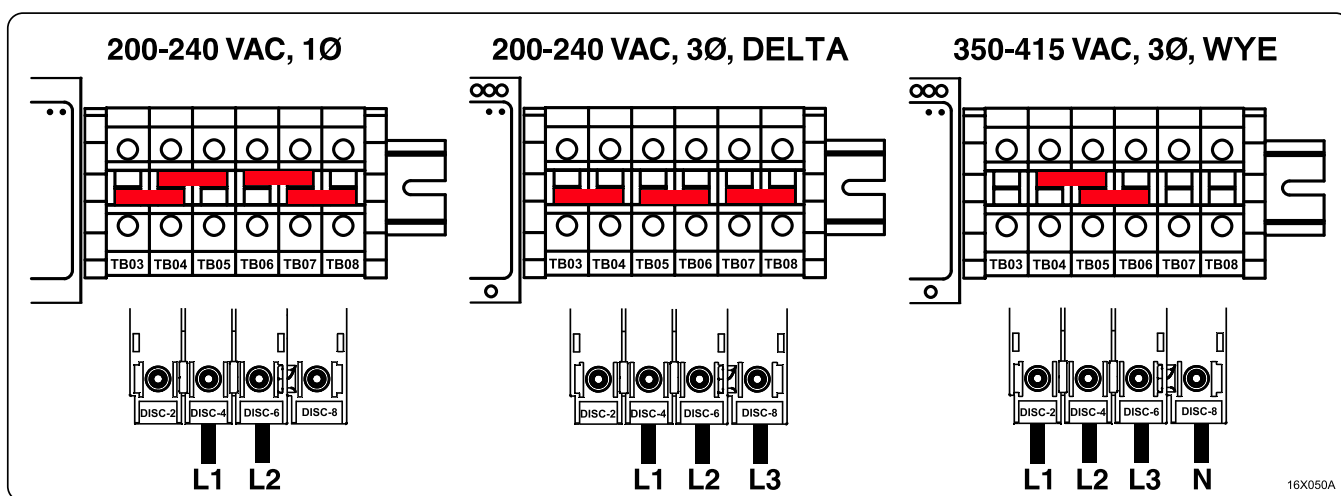 200-240 VAC, 1Ø
TB03 TB04 TB05 TB06 TB07 TB08
DISC-2 DISC-4 DISC-6 DISC-8
L1 L2
200-240 VAC, 3Ø, DELTA
TB03 TB04 TB05 TB06 TB07 TB08
DISC-2 DISC-4 DISC-6 DISC-8
L1 L2 L3
350-415 VAC, 3Ø, WYE
TB03 TB04 TB05 TB06 TB07 TB08
DISC-2 DISC-4 DISC-6 DISC-8
L1 L2 L3 N
16X050A